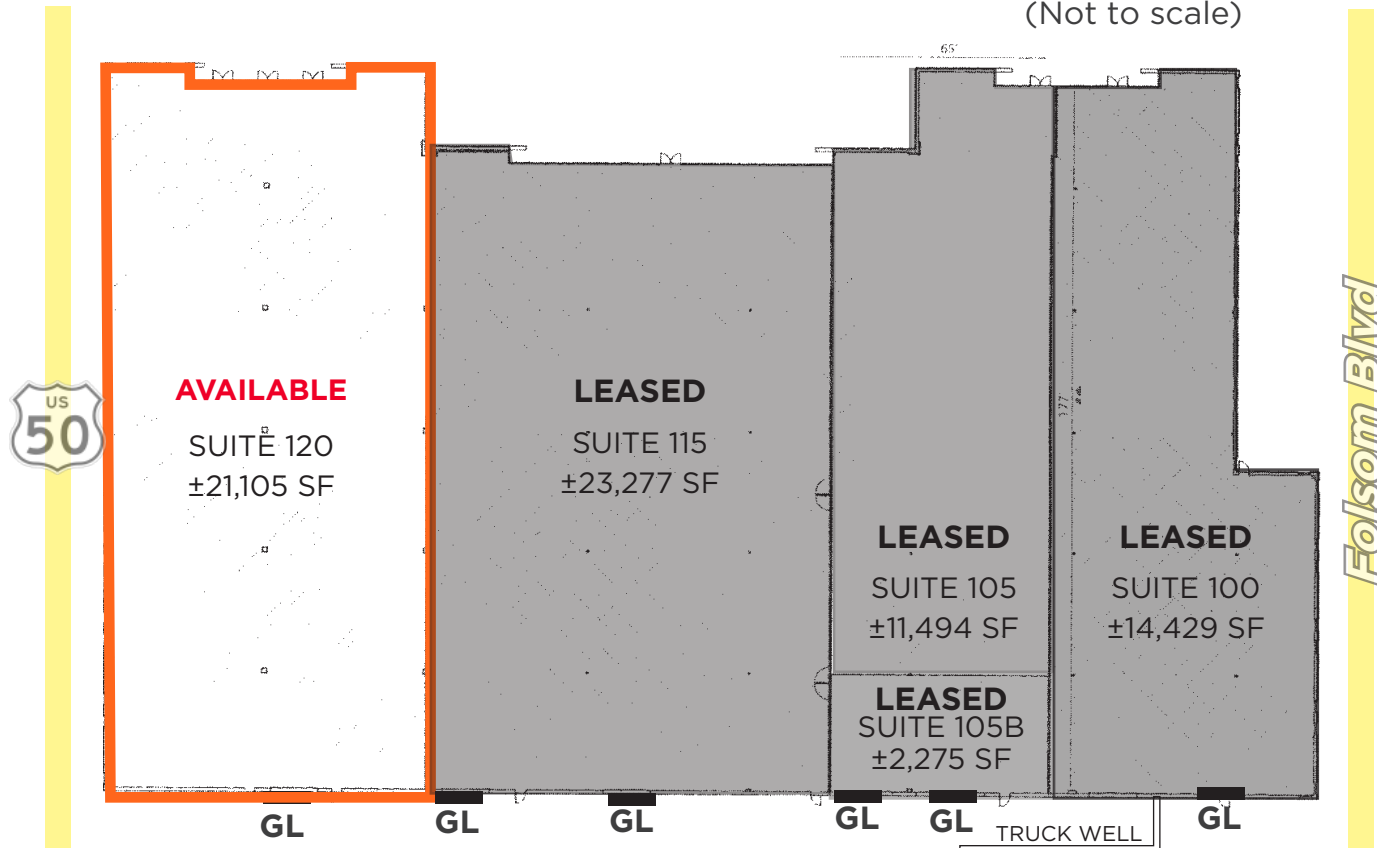 (Not to scale)
65'
US
50
AVAILABLE
SUITE 120
±21,105 SF
LEASED
SUITE 115
±23,277 SF
LEASED
SUITE 105
±11,494 SF
LEASED
SUITE 105B
±2,275 SF
LEASED
SUITE 100
±14,429 SF
Folsom Blvd
GL
GL
GL
GL
GL
GL
TRUCK WELL